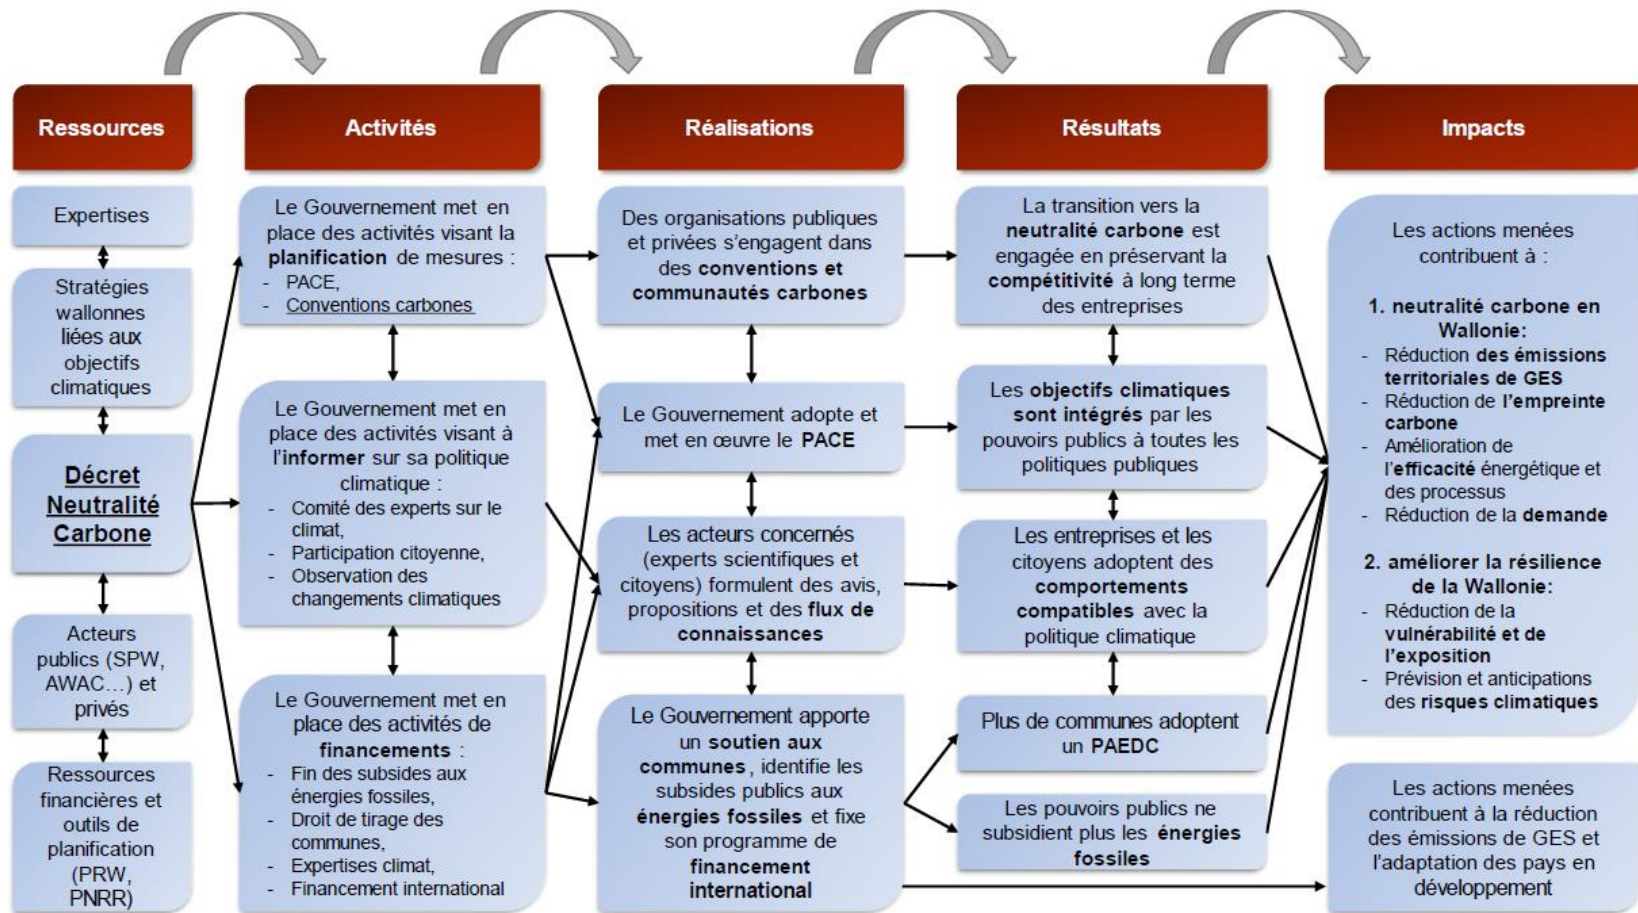 Ressources
Activités
Réalisations
Résultats
Impacts
Expertises
Stratégies
wallonnes
liées aux
objectifs
climatiques
Décret
Neutralité
Carbone
Acteurs
publics (SPW,
AWAC…) et
privés
Ressources
financières et
outils de
planification
(PRW,
PNRR)
Le Gouvernement met en
place des activités visant la
planification de mesures :
- PACE,
- Conventions carbones
Le Gouvernement met en
place des activités visant à
l'informer sur sa politique
climatique :
- Comité des experts sur le
climat,
- Participation citoyenne,
- Observation des
changements climatiques
Le Gouvernement met en
place des activités de
financements :
- Fin des subsides aux
énergies fossiles,
- Droit de tirage des
communes,
- Expertises climat,
- Financement international
Des organisations publiques
et privées s'engagent dans
des conventions et
communautés carbones
Le Gouvernement adopte et
met en œuvre le PACE
Les acteurs concernés
(experts scientifiques et
citoyens) formulent des avis,
propositions et des flux de
connaissances
Le Gouvernement apporte
un soutien aux
communes, identifie les
subsides publics aux
énergies fossiles et fixe
son programme de
financement
international
La transition vers la
neutralité carbone est
engagée en préservant la
compétitivité à long terme
des entreprises
Les objectifs climatiques
sont intégrés par les
pouvoirs publics à toutes les
politiques publiques
Les entreprises et les
citoyens adoptent des
comportements
compatibles avec la
politique climatique
Plus de communes adoptent
un PAEDC
Les pouvoirs publics ne
subsidient plus les énergies
fossiles
Les actions menées
contribuent à :
1. neutralité carbone en
Wallonie:
- Réduction des émissions
territoriales de GES
- Réduction de l'empreinte
carbone
- Amélioration de
l'efficacité énergétique et
des processus
- Réduction de la demande
2. améliorer la résilience
de la Wallonie:
- Réduction de la
vulnérabilité et de
l'exposition
- Prévision et anticipations
des risques climatiques
Les actions menées
contribuent à la réduction
des émissions de GES et
l'adaptation des pays en
développement